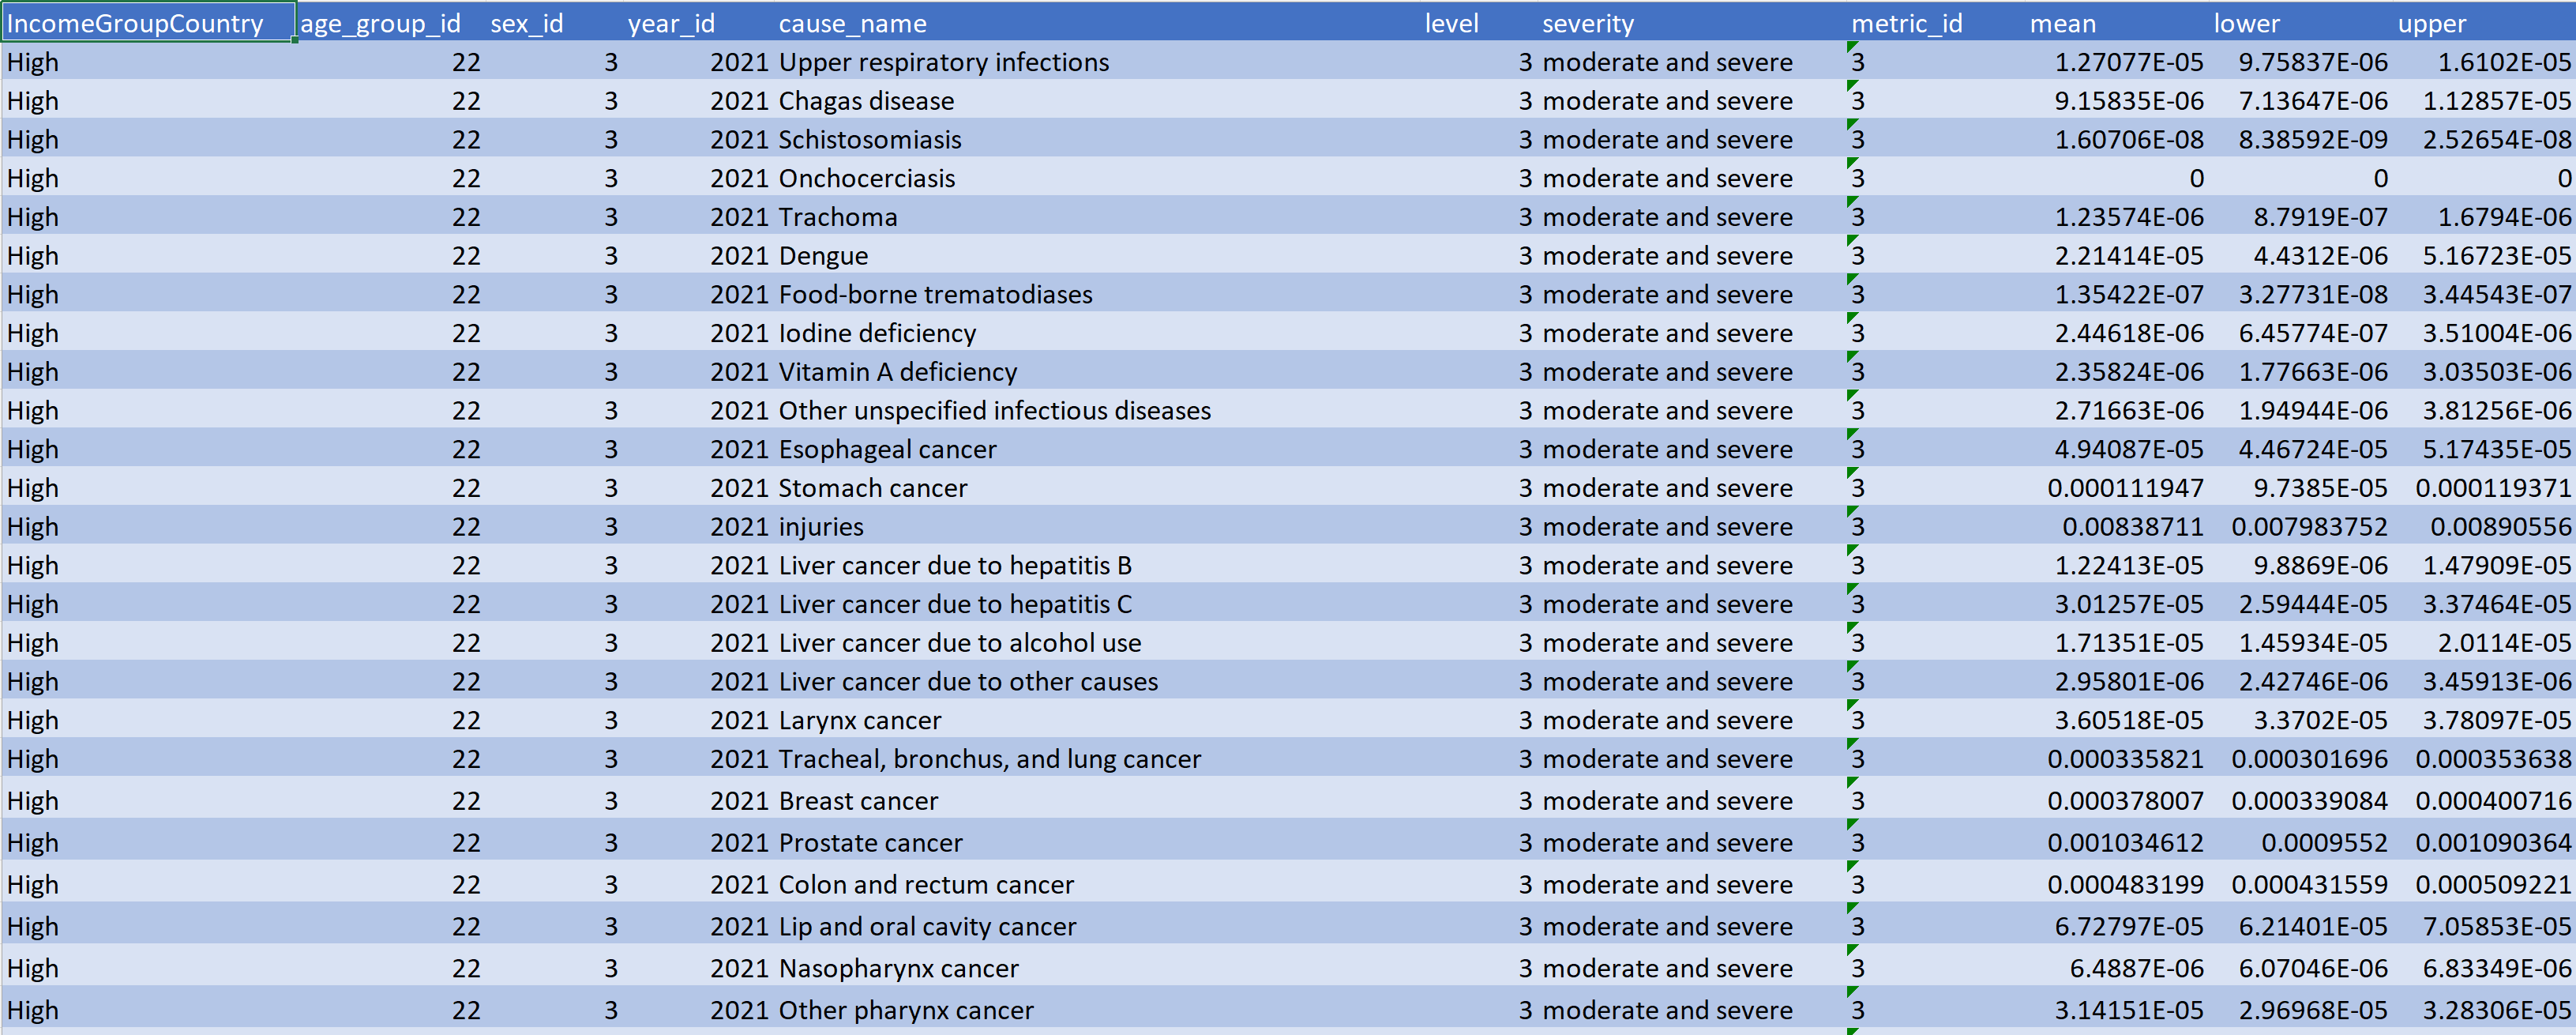 IncomeGroupCountry age_group_id sex_id year_id cause_name level severity metric_id mean lower upper
High 22 3 2021 Upper respiratory infections 3 moderate and severe 3 1.27077E-05 9.75837E-06 1.6102E-05
High 22 3 2021 Chagas disease 3 moderate and severe 3 9.15835E-06 7.13647E-06 1.12857E-05
High 22 3 2021 Schistosomiasis 3 moderate and severe 3 1.60706E-08 8.38592E-09 2.52654E-08
High 22 3 2021 Onchocerciasis 3 moderate and severe 3 0 0 0
High 22 3 2021 Trachoma 3 moderate and severe 3 1.23574E-06 8.7919E-07 1.6794E-06
High 22 3 2021 Dengue 3 moderate and severe 3 2.21414E-05 4.4312E-06 5.16723E-05
High 22 3 2021 Food-borne trematodiases 3 moderate and severe 3 1.35422E-07 3.27731E-08 3.44543E-07
High 22 3 2021 Iodine deficiency 3 moderate and severe 3 2.44618E-06 6.45774E-07 3.51004E-06
High 22 3 2021 Vitamin A deficiency 3 moderate and severe 3 2.35824E-06 1.77663E-06 3.03503E-06
High 22 3 2021 Other unspecified infectious diseases 3 moderate and severe 3 2.71663E-06 1.94944E-06 3.81256E-06
High 22 3 2021 Esophageal cancer 3 moderate and severe 3 4.94087E-05 4.46724E-05 5.17435E-05
High 22 3 2021 Stomach cancer 3 moderate and severe 3 0.000111947 9.7385E-05 0.000119371
High 22 3 2021 injuries 3 moderate and severe 3 0.00838711 0.007983752 0.00890556
High 22 3 2021 Liver cancer due to hepatitis B 3 moderate and severe 3 1.22413E-05 9.8869E-06 1.47909E-05
High 22 3 2021 Liver cancer due to hepatitis C 3 moderate and severe 3 3.01257E-05 2.59444E-05 3.37464E-05
High 22 3 2021 Liver cancer due to alcohol use 3 moderate and severe 3 1.71351E-05 1.45934E-05 2.0114E-05
High 22 3 2021 Liver cancer due to other causes 3 moderate and severe 3 2.95801E-06 2.42746E-06 3.45913E-06
High 22 3 2021 Larynx cancer 3 moderate and severe 3 3.60518E-05 3.3702E-05 3.78097E-05
High 22 3 2021 Tracheal, bronchus, and lung cancer 3 moderate and severe 3 0.000335821 0.000301696 0.000353638
High 22 3 2021 Breast cancer 3 moderate and severe 3 0.000378007 0.000339084 0.000400716
High 22 3 2021 Prostate cancer 3 moderate and severe 3 0.001034612 0.0009552 0.001090364
High 22 3 2021 Colon and rectum cancer 3 moderate and severe 3 0.000483199 0.000431559 0.000509221
High 22 3 2021 Lip and oral cavity cancer 3 moderate and severe 3 6.72797E-05 6.21401E-05 7.05853E-05
High 22 3 2021 Nasopharynx cancer 3 moderate and severe 3 6.4887E-06 6.07046E-06 6.83349E-06
High 22 3 2021 Other pharynx cancer 3 moderate and severe 3 3.14151E-05 2.96968E-05 3.28306E-05